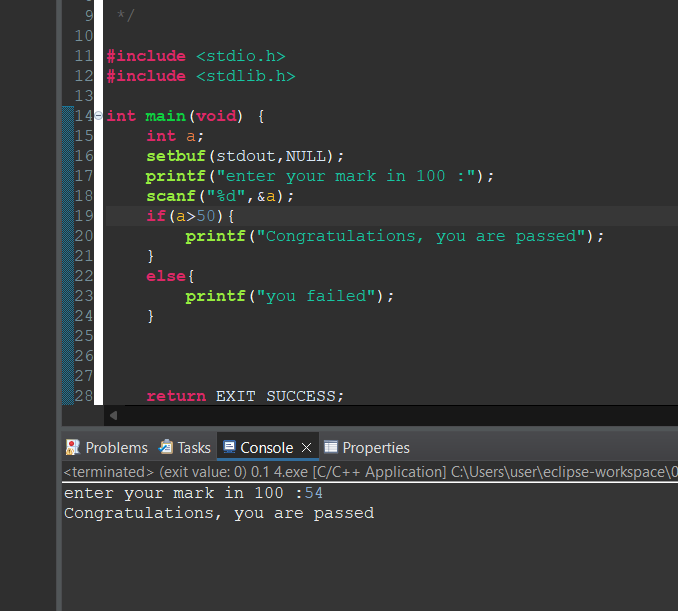 9 */
10
11 #include <stdio.h>
12 #include <stdlib.h>
13
14 int main(void) {
15     int a;
16     setbuf(stdout,NULL);
17     printf("enter your mark in 100 :");
18     scanf("%d",&a);
19     if(a>50){
20         printf("Congratulations, you are passed");
21     }
22     else{
23         printf("you failed");
24     }
25
26
27
28     return EXIT_SUCCESS;
Problems Tasks Console Properties
<terminated> (exit value: 0) 0.1 4.exe [C/C++ Application] C:\Users\user\eclipse-workspace\0
enter your mark in 100 :54
Congratulations, you are passed